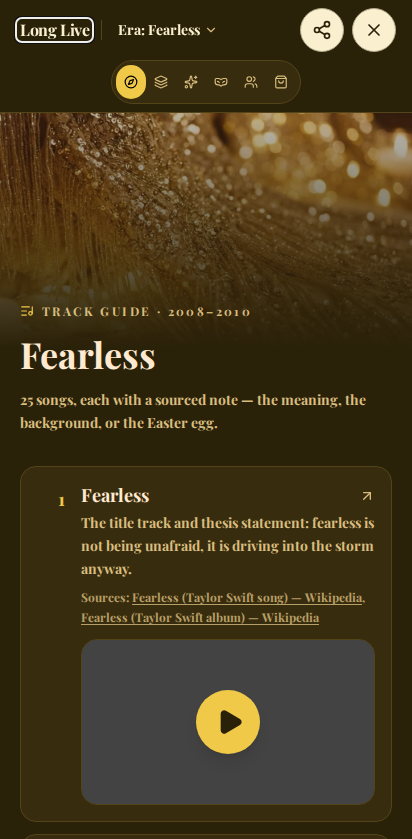 Long Live
Era: Fearless
TRACK GUIDE · 2008–2010
Fearless
25 songs, each with a sourced note — the meaning, the
background, or the Easter egg.
1
Fearless
The title track and thesis statement: fearless is
not being unafraid, it is driving into the storm
anyway.
Sources: Fearless (Taylor Swift song) — Wikipedia,
Fearless (Taylor Swift album) — Wikipedia